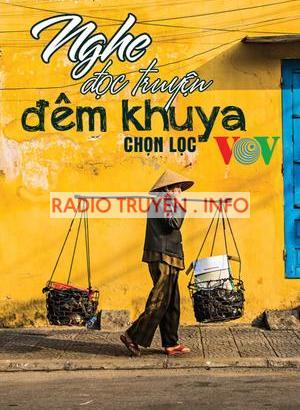 Nghe
đọc truyện
đêm khuya
CHỌN LỌC
VOV
RADIO TRUYỆN . INFO